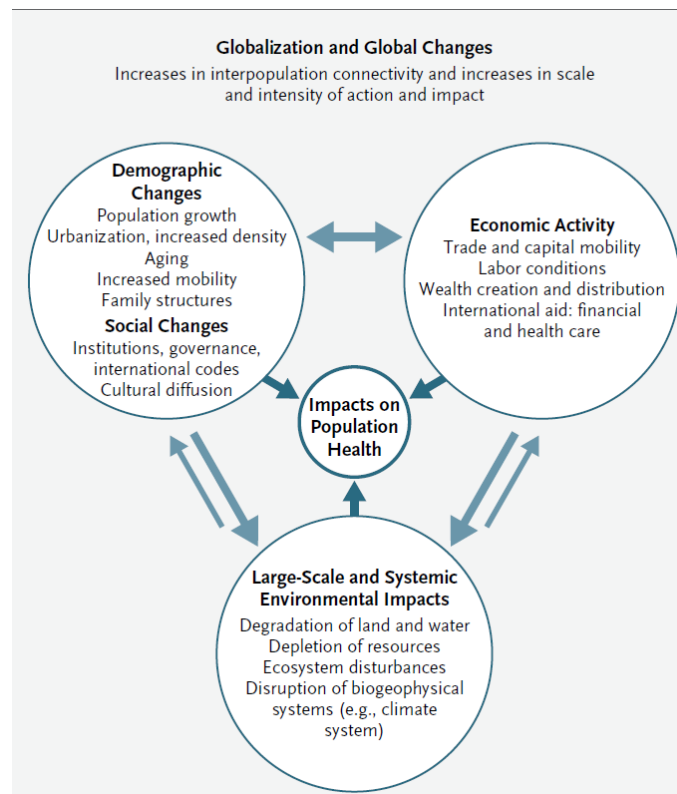 Globalization and Global Changes
Increases in interpopulation connectivity and increases in scale
and intensity of action and impact
Demographic
Changes
Population growth
Urbanization, increased density
Aging
Increased mobility
Family structures
Social Changes
Institutions, governance,
international codes
Cultural diffusion
Economic Activity
Trade and capital mobility
Labor conditions
Wealth creation and distribution
International aid: financial
and health care
Impacts on
Population
Health
Large-Scale and Systemic
Environmental Impacts
Degradation of land and water
Depletion of resources
Ecosystem disturbances
Disruption of biogeophysical
systems (e.g., climate
system)